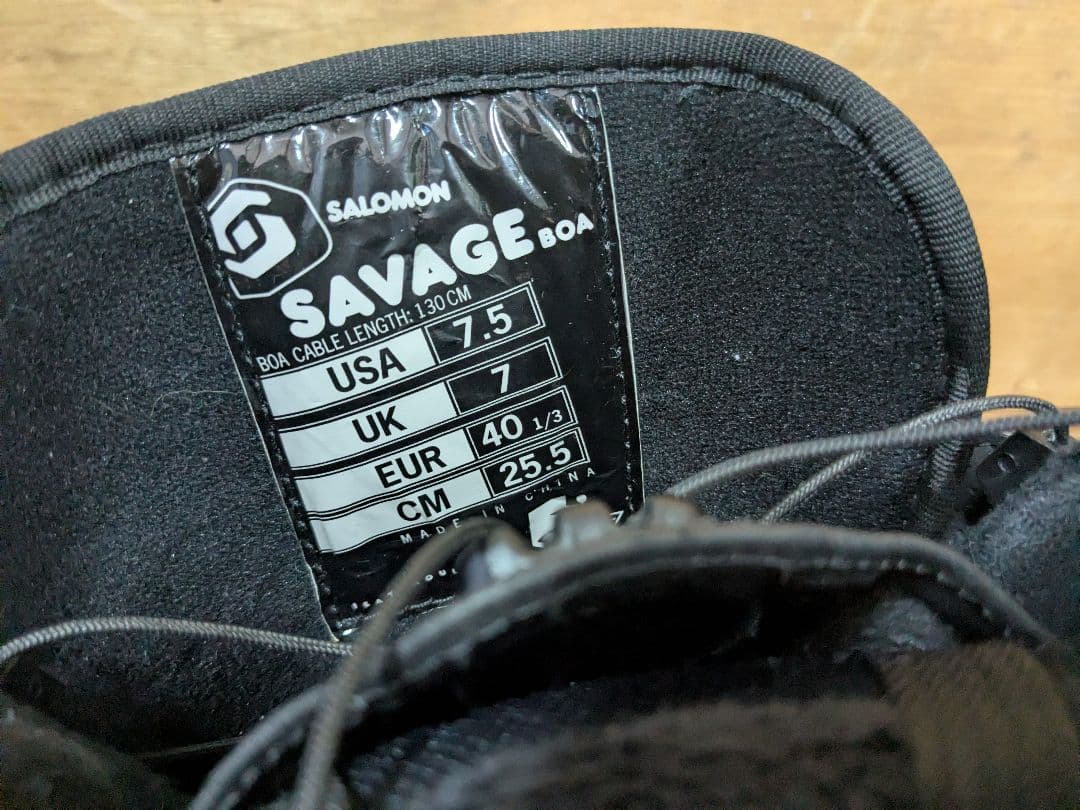 SALOMON
SAVAGE BOA
BOA CABLE LENGTH: 130 CM
USA 7.5
UK 7
EUR 40 1/3
CM 25.5
MADE IN CHINA